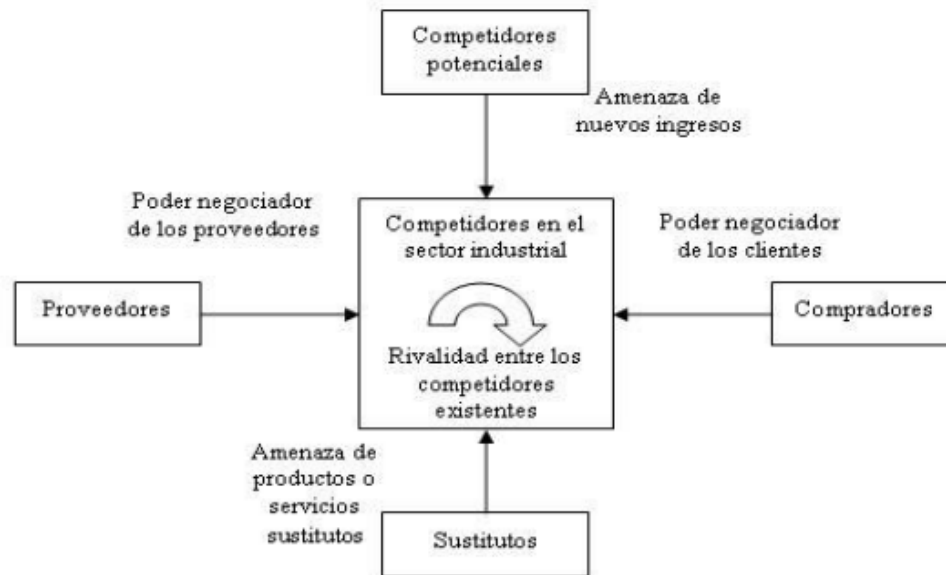 Competidores
potenciales
Amenaza de
nuevos ingresos
Poder negociador
de los proveedores
Competidores en el
sector industrial
Poder negociador
de los clientes
Proveedores
Compradores
Rivalidad entre los
competidores
existentes
Amenaza de
productos o
servicios
sustitutos
Sustitutos